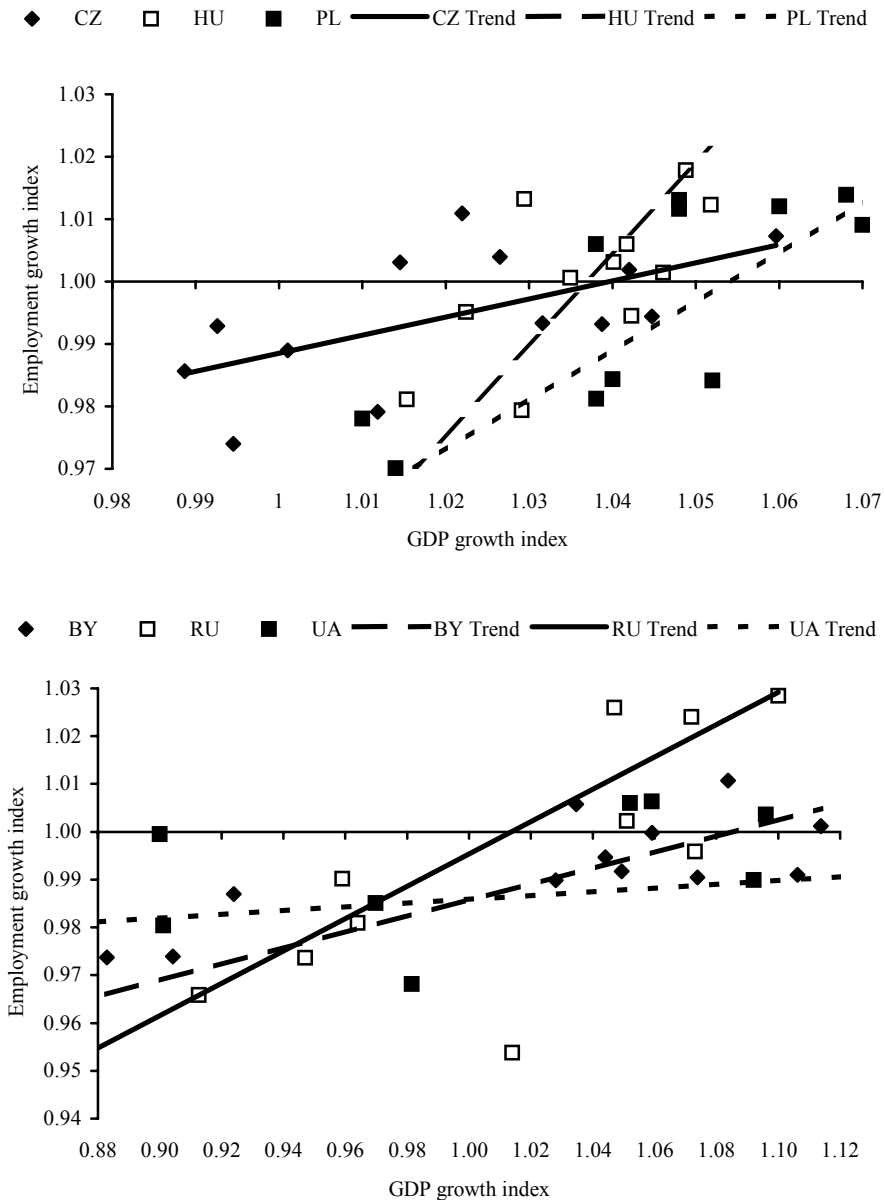 CZ HU PL CZ Trend HU Trend PL Trend
1.03
1.02
1.01
1.00
0.99
0.98
0.97
Employment growth index
0.98 0.99 1 1.01 1.02 1.03 1.04 1.05 1.06 1.07
GDP growth index
BY RU UA BY Trend RU Trend UA Trend
1.03
1.02
1.01
1.00
0.99
0.98
0.97
0.96
0.95
0.94
Employment growth index
0.88 0.90 0.92 0.94 0.96 0.98 1.00 1.02 1.04 1.06 1.08 1.10 1.12
GDP growth index